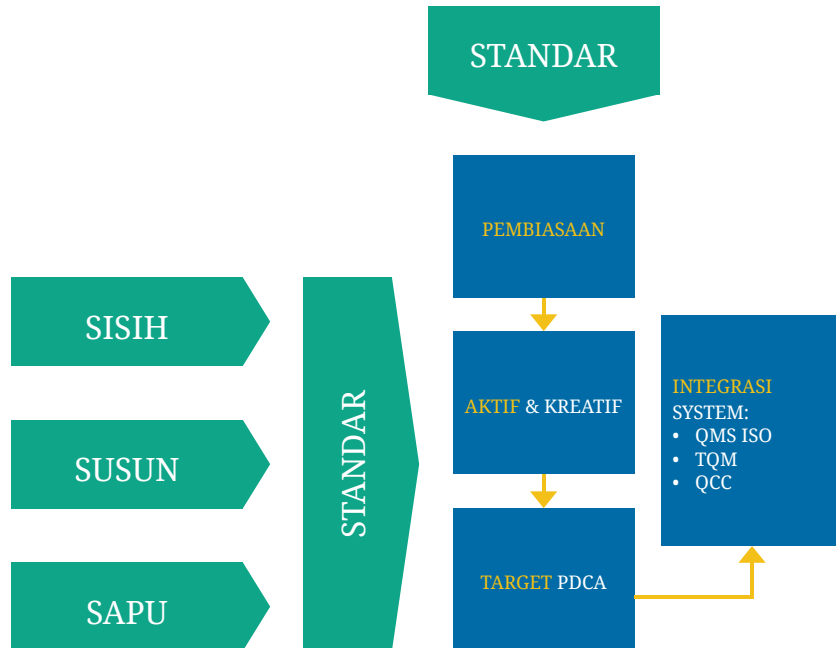 STANDAR
PEMBIASAAN
SISIH
SUSUN
SAPU
STANDAR
AKTIF & KREATIF
TARGET PDCA
INTEGRASI
SYSTEM:
• QMS ISO
• TQM
• QCC